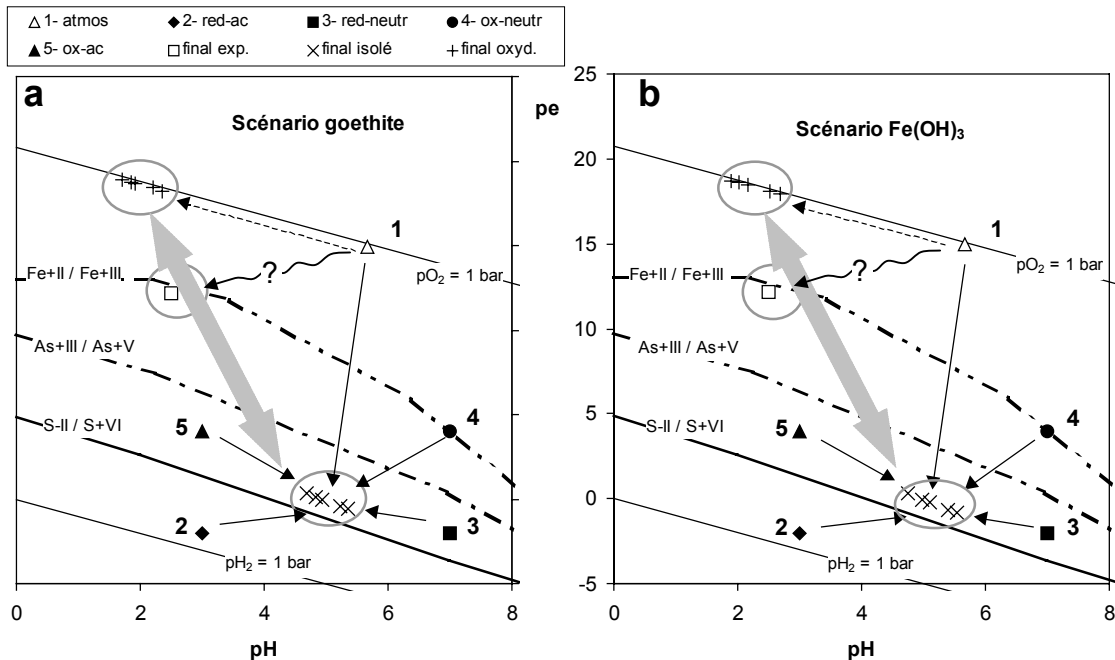 1- atmos 2- red-ac 3- red-neutr 4- ox-neutr
5- ox-ac final exp. final isolé final oxyd.
a
Scénario goethite
1
pO2 = 1 bar
Fe+II / Fe+III
?
As+III / As+V
S-II / S+VI
5
4
2
3
pH2 = 1 bar
0 2 4 6 8
pH
b
pe
Scénario Fe(OH)3
25
20
15
10
5
0
-5
1
pO2 = 1 bar
Fe+II / Fe+III
?
As+III / As+V
S-II / S+VI
5
4
2
3
pH2 = 1 bar
0 2 4 6 8
pH